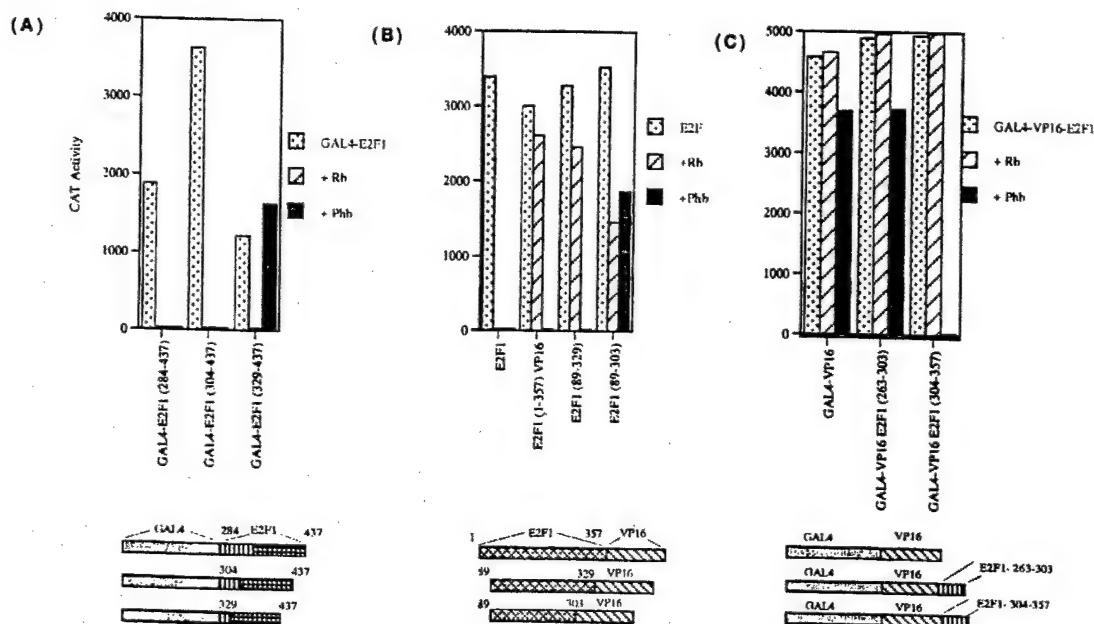 (A)
4000
3000
2000
1000
0
CAT Activity
GAL4-E2F1
+ Rb
+ Phb
GAL4-E2F1 (284-437)
GAL4-E2F1 (304-437)
GAL4-E2F1 (329-437)
GAL4 284 E2F1 437
304 437
329 437
(B)
4000
3000
2000
1000
0
E2F
+Rb
+Phb
E2F1
E2F1 (1-357) VP16
E2F1 (89-329)
E2F1 (89-303)
1 E2F1 357 VP16
89 329 VP16
89 303 VP16
(C)
5000
4000
3000
2000
1000
0
GAL4-VP16-E2F1
+ Rb
+ Phb
GAL4-VP16
GAL4-VP16 E2F1 (263-303)
GAL4-VP16 E2F1 (304-357)
GAL4 VP16
GAL4 VP16 E2F1- 263-303
GAL4 VP16 E2F1- 304-357